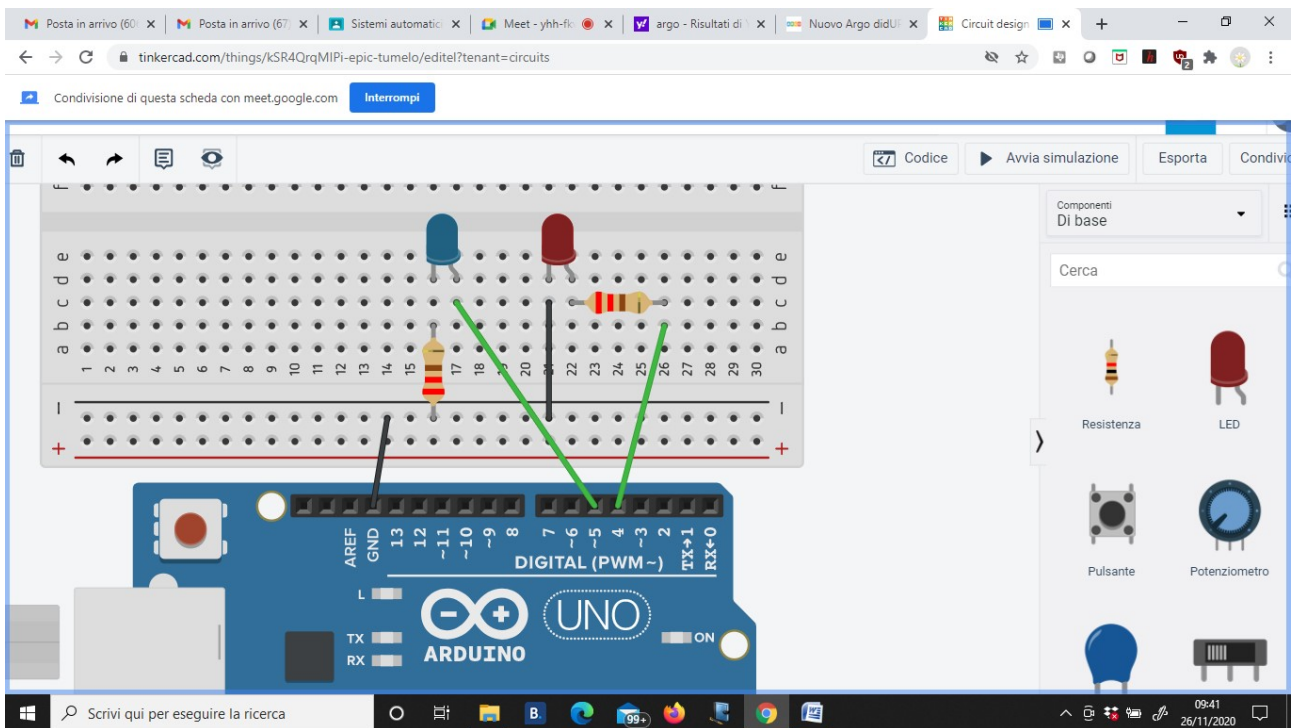 Posta in arrivo (60
Posta in arrivo (67)
Sistemi automatici
Meet - yhh-fk
argo - Risultati di
Nuovo Argo didUP
Circuit design
tinkercad.com/things/kSR4QrqMIPi-epic-tumelo/editel?tenant=circuits
2
Condivisione di questa scheda con meet.google.com
Interrompi
Codice
Avvia simulazione
Esporta
Condivi
Componenti
Di base
Cerca
f f
e e
d d
c c
b b
a a
1 2 3 4 5 6 7 8 9 10 11 12 13 14 15 16 17 18 19 20 21 22 23 24 25 26 27 28 29 30
Resistenza
LED
Pulsante
Potenziometro
AREF
GND
13
12
~11
~10
~9
8
7
~6
~5
4
~3
2
TX→1
RX←0
DIGITAL (PWM~)
L
TX
RX
UNO
ARDUINO
ON
Scrivi qui per eseguire la ricerca
B.
99+
09:41
26/11/2020